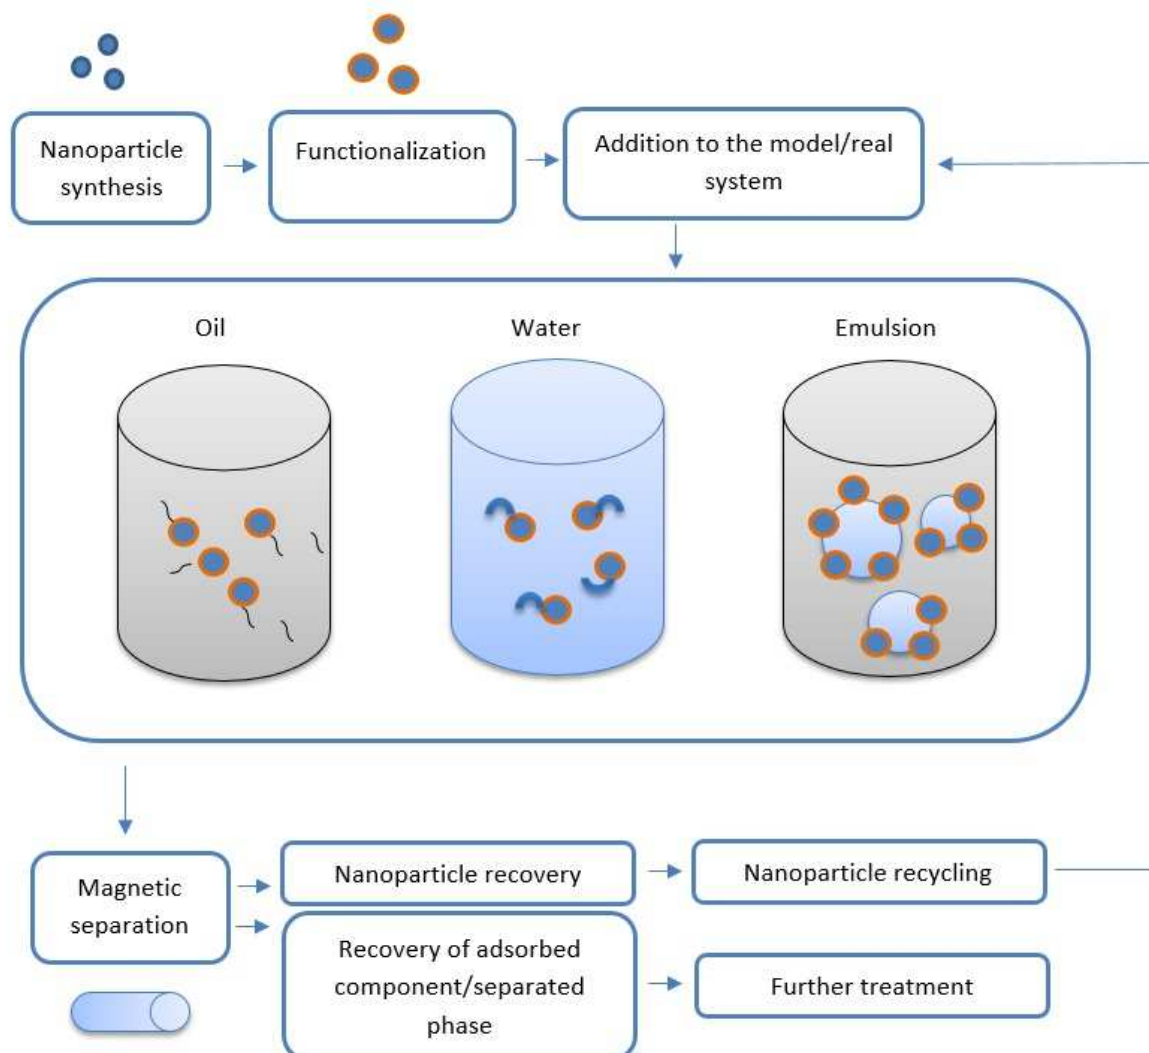 Nanoparticle
synthesis
Functionalization
Addition to the model/real
system
Oil
Water
Emulsion
Magnetic
separation
Nanoparticle recovery
Nanoparticle recycling
Recovery of adsorbed
component/separated
phase
Further treatment